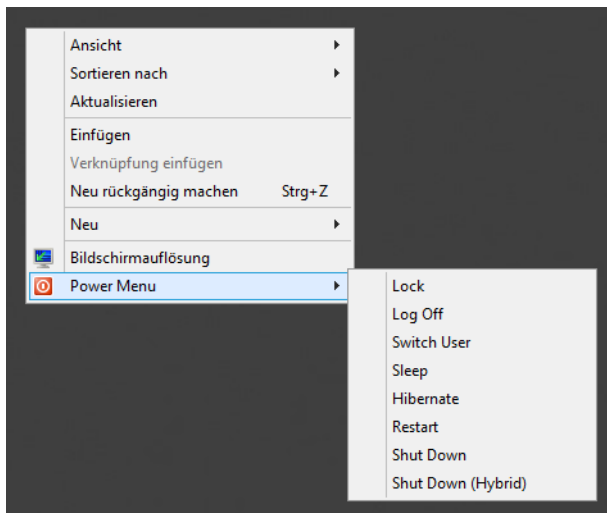 Ansicht
Sortieren nach
Aktualisieren
Einfügen
Verknüpfung einfügen
Neu rückgängig machen Strg+Z
Neu
Bildschirmauflösung
Power Menu
Lock
Log Off
Switch User
Sleep
Hibernate
Restart
Shut Down
Shut Down (Hybrid)